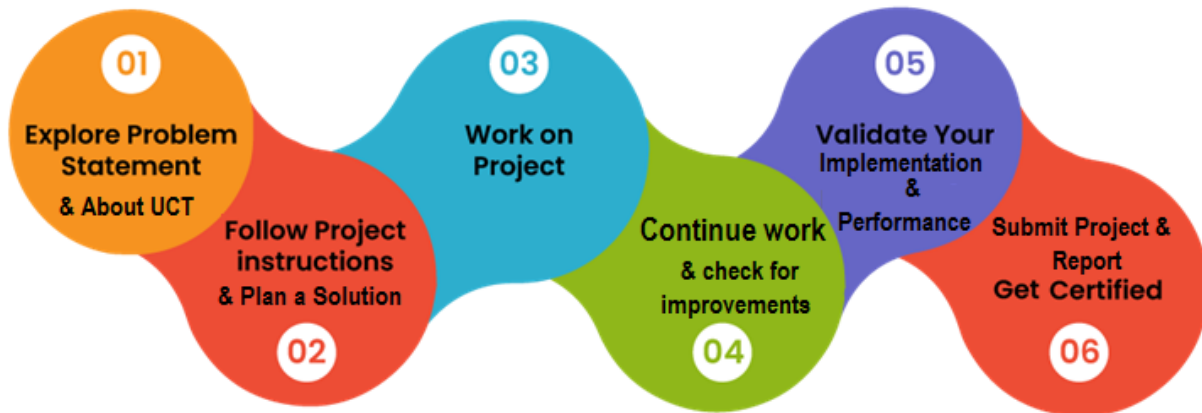 01
Explore Problem
Statement
& About UCT
Follow Project
instructions
& Plan a Solution
02
03
Work on
Project
Continue work
& check for
improvements
04
05
Validate Your
Implementation
&
Performance
Submit Project &
Report
Get Certified
06